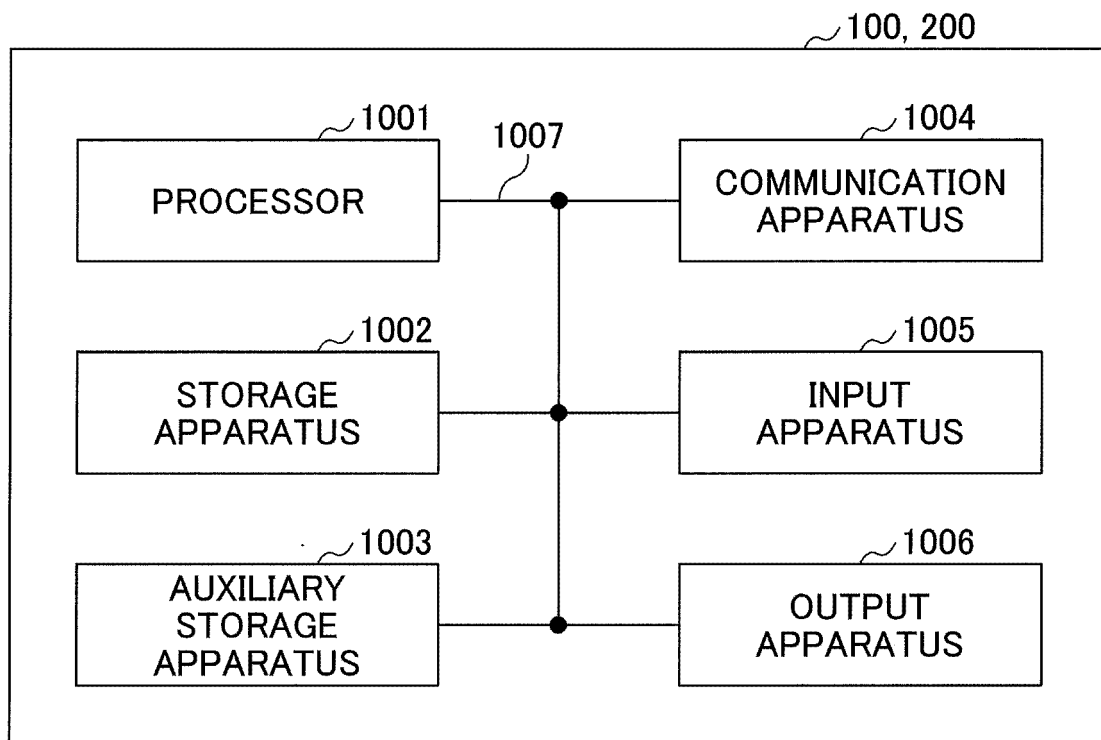 100, 200
1001
1007
1004
PROCESSOR
COMMUNICATION
APPARATUS
1002
1005
STORAGE
APPARATUS
INPUT
APPARATUS
1003
1006
AUXILIARY
STORAGE
APPARATUS
OUTPUT
APPARATUS